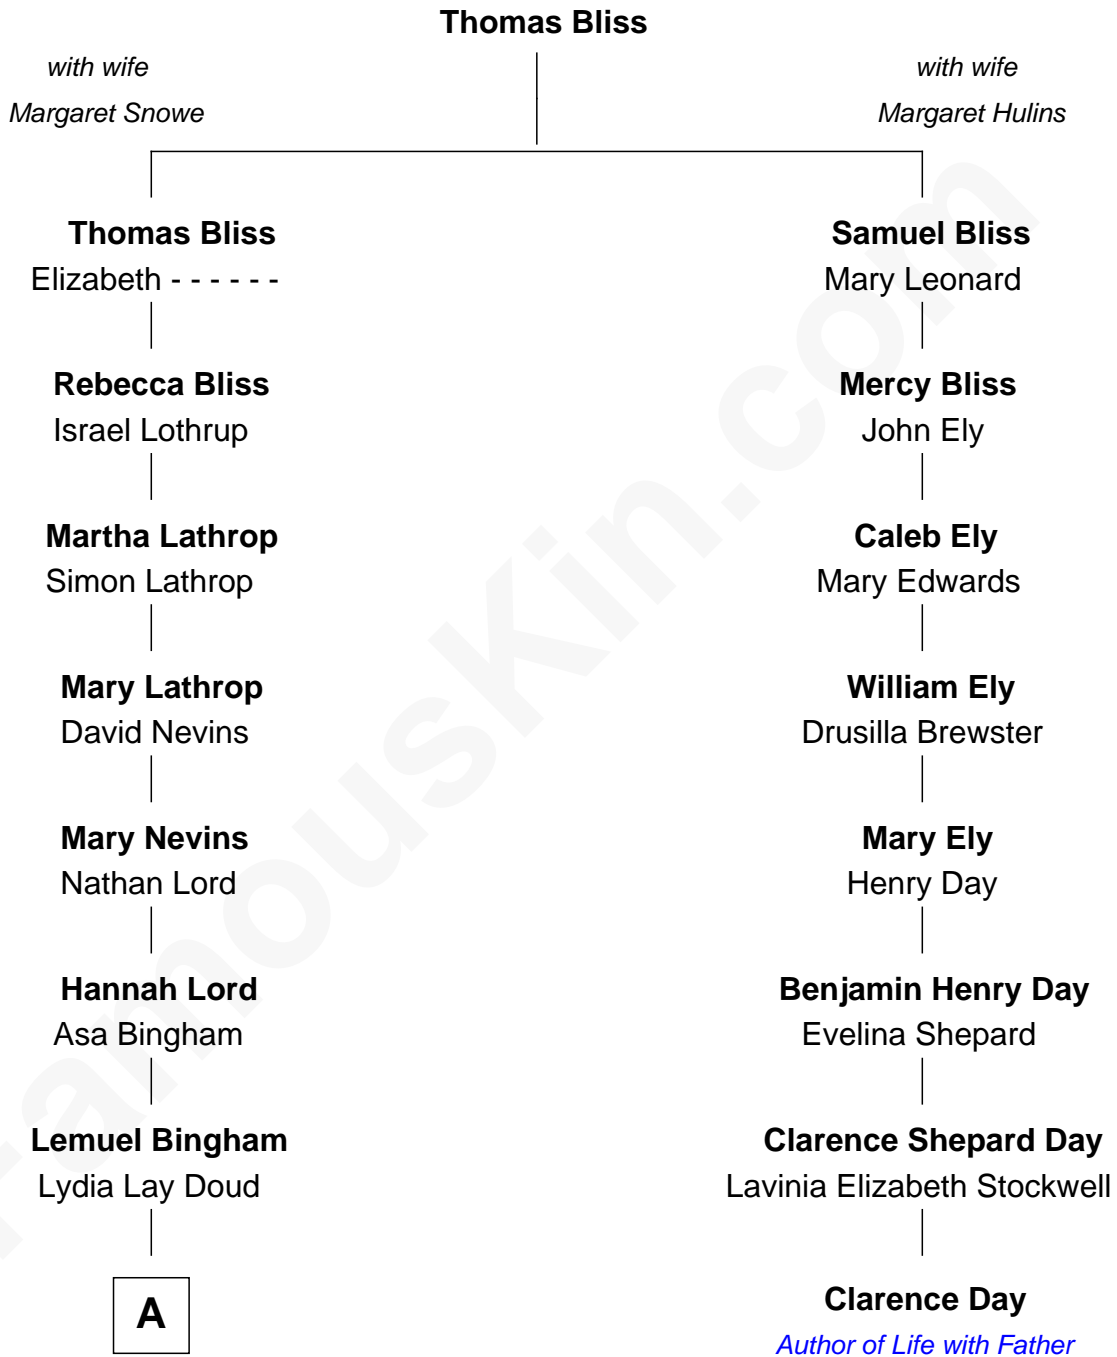 Thomas Bliss
with wife
Margaret Snowe
with wife
Margaret Hulins
Thomas Bliss
Elizabeth - - - - - -
Samuel Bliss
Mary Leonard
Rebecca Bliss
Israel Lothrup
Mercy Bliss
John Ely
Martha Lathrop
Simon Lathrop
Caleb Ely
Mary Edwards
Mary Lathrop
David Nevins
William Ely
Drusilla Brewster
Mary Nevins
Nathan Lord
Mary Ely
Henry Day
Hannah Lord
Asa Bingham
Benjamin Henry Day
Evelina Shepard
Lemuel Bingham
Lydia Lay Doud
Clarence Shepard Day
Lavinia Elizabeth Stockwell
A
Clarence Day
Author of Life with Father
FamousKin.com